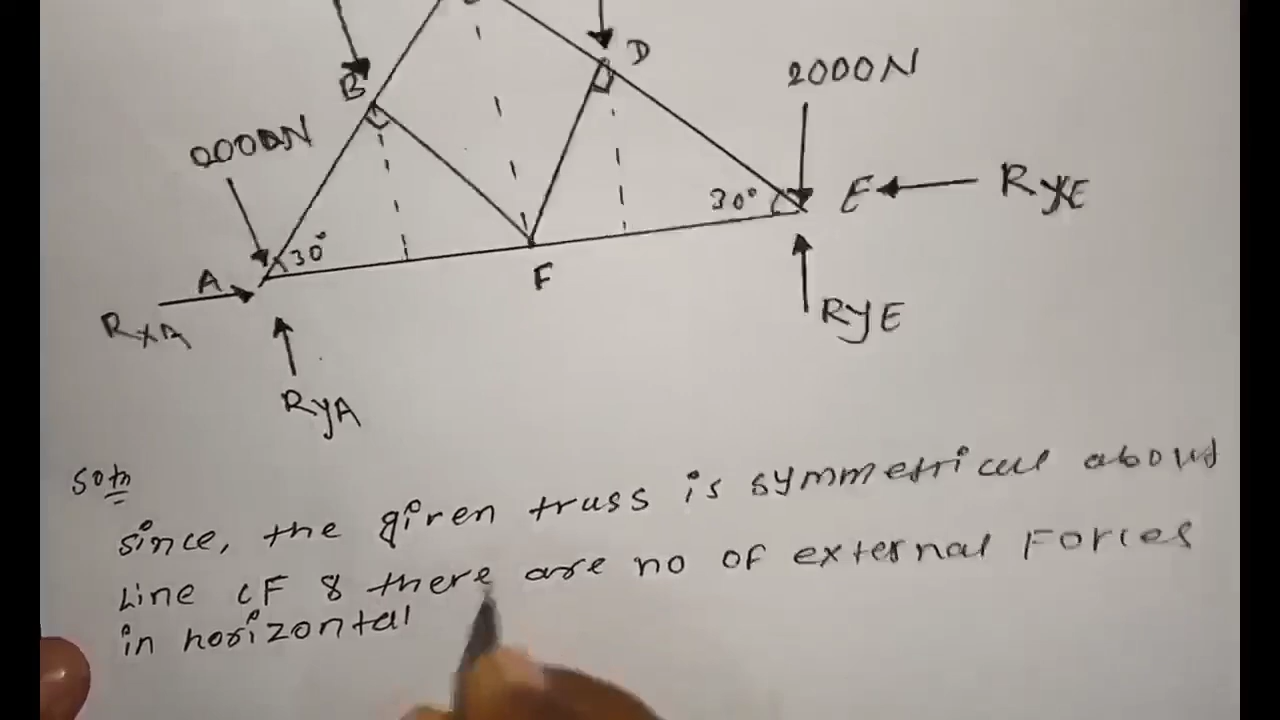 B
D
2000N
2000N
30°
30°
E
RXE
A
F
RXA
RYE
RYA
Soln
since, the given truss is symmetrical about
Line CF & there are no of external Forces
in horizontal